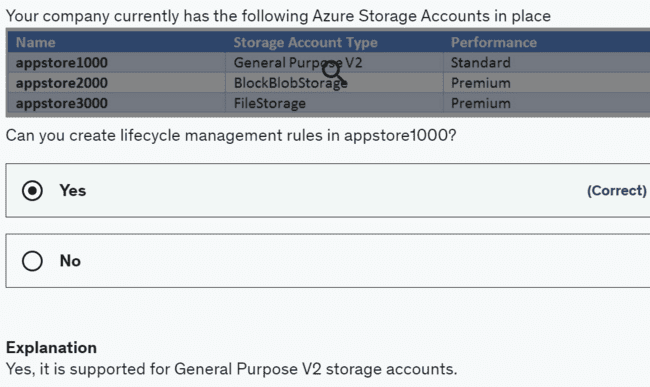 Your company currently has the following Azure Storage Accounts in place
Name Storage Account Type Performance
appstore1000 General Purpose V2 Standard
appstore2000 BlockBlobStorage Premium
appstore3000 FileStorage Premium
Can you create lifecycle management rules in appstore1000?
Yes (Correct)
No
Explanation
Yes, it is supported for General Purpose V2 storage accounts.